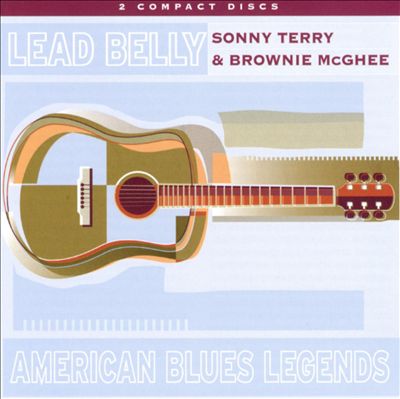 2 COMPACT DISCS
LEAD BELLY
SONNY TERRY
& BROWNIE McGHEE
AMERICAN BLUES LEGENDS